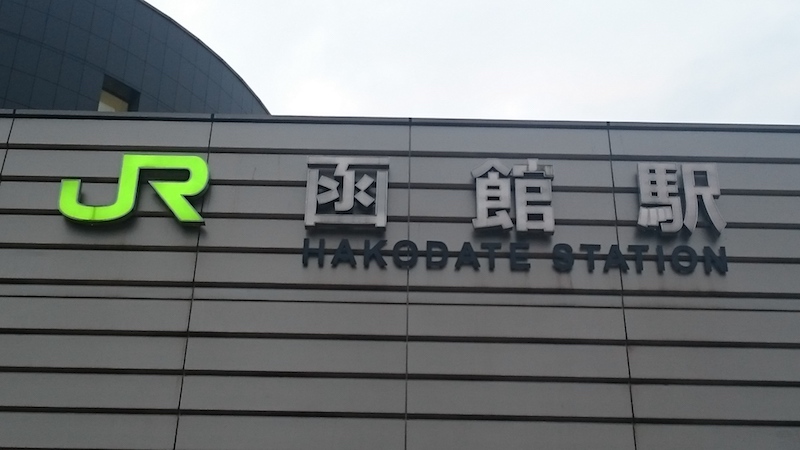 JR 函館駅
HAKODATE STATION